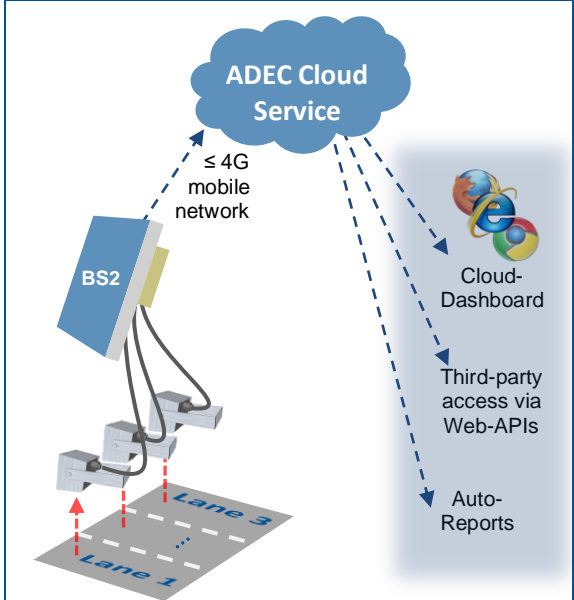 ADEC Cloud
Service
≤ 4G
mobile
network
BS2
Cloud-
Dashboard
Third-party
access via
Web-APIs
Auto-
Reports
Lane 3
...
Lane 1